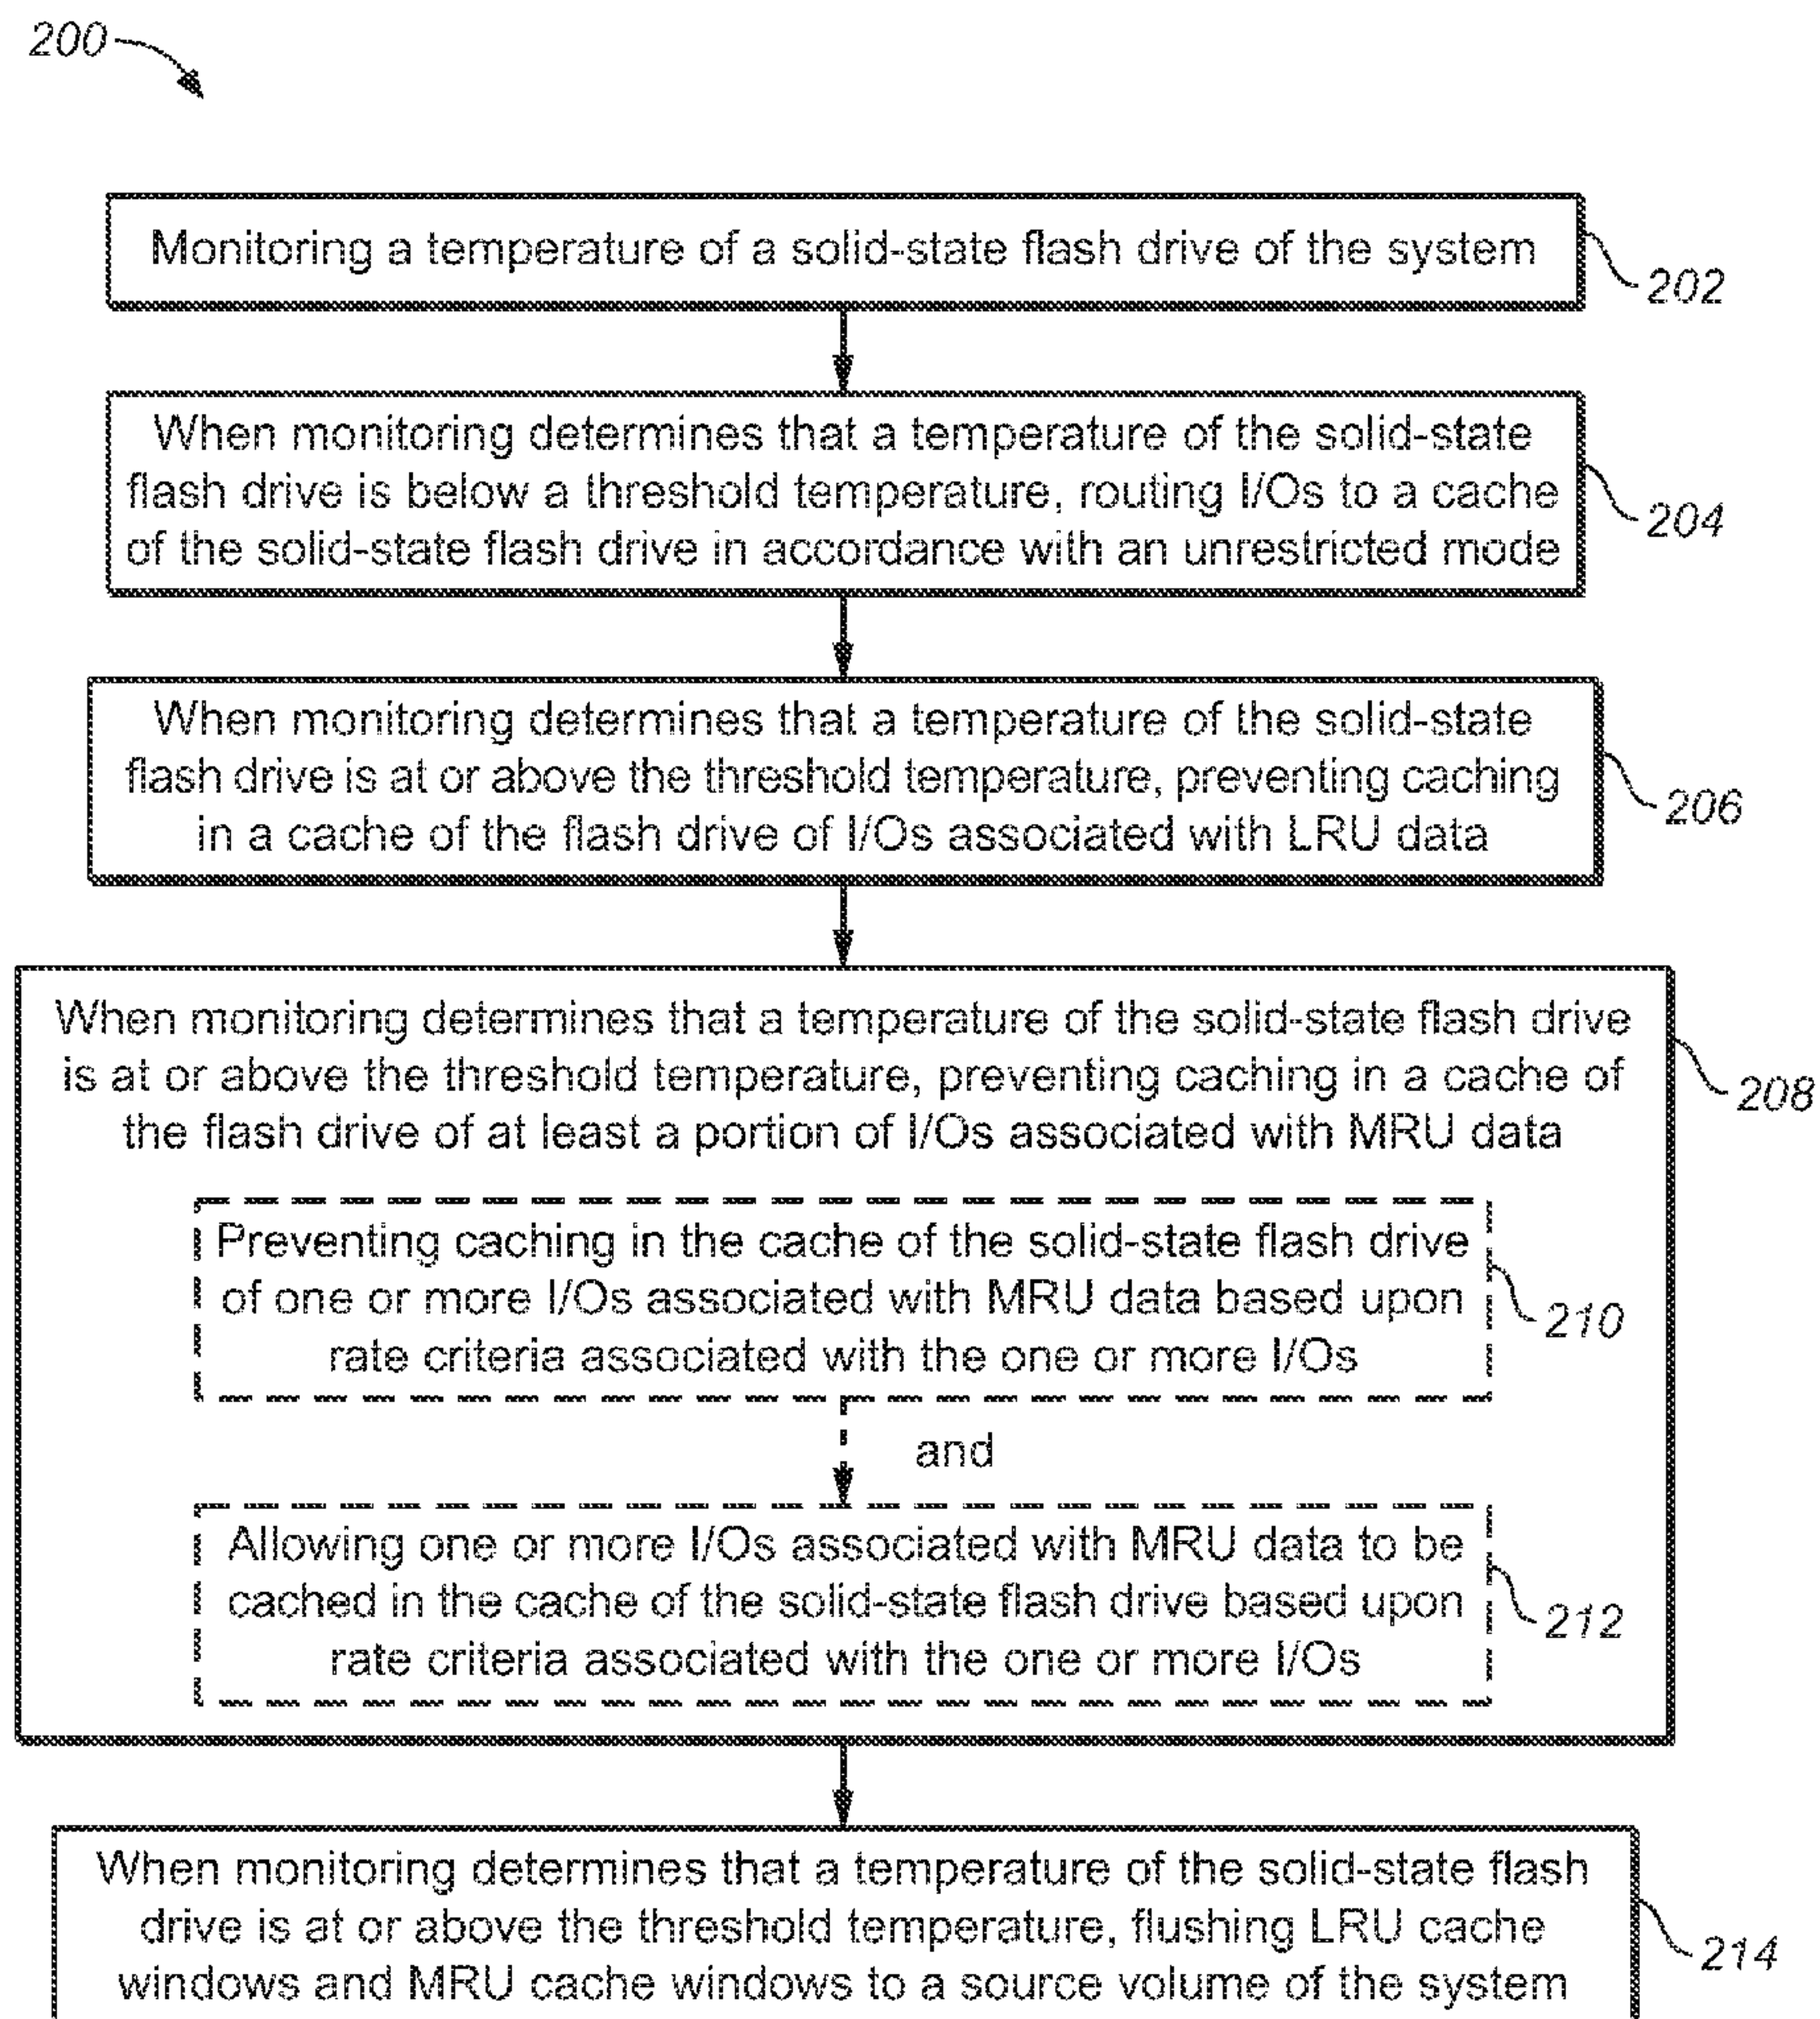 200
Monitoring a temperature of a solid-state flash drive of the system
202
When monitoring determines that a temperature of the solid-state
flash drive is below a threshold temperature, routing I/Os to a cache
of the solid-state flash drive in accordance with an unrestricted mode
204
When monitoring determines that a temperature of the solid-state
flash drive is at or above the threshold temperature, preventing caching
in a cache of the flash drive of I/Os associated with LRU data
206
When monitoring determines that a temperature of the solid-state flash drive
is at or above the threshold temperature, preventing caching in a cache of
the flash drive of at least a portion of I/Os associated with MRU data
208
Preventing caching in the cache of the solid-state flash drive
of one or more I/Os associated with MRU data based upon
rate criteria associated with the one or more I/Os
210
and
Allowing one or more I/Os associated with MRU data to be
cached in the cache of the solid-state flash drive based upon
rate criteria associated with the one or more I/Os
212
When monitoring determines that a temperature of the solid-state flash
drive is at or above the threshold temperature, flushing LRU cache
windows and MRU cache windows to a source volume of the system
214